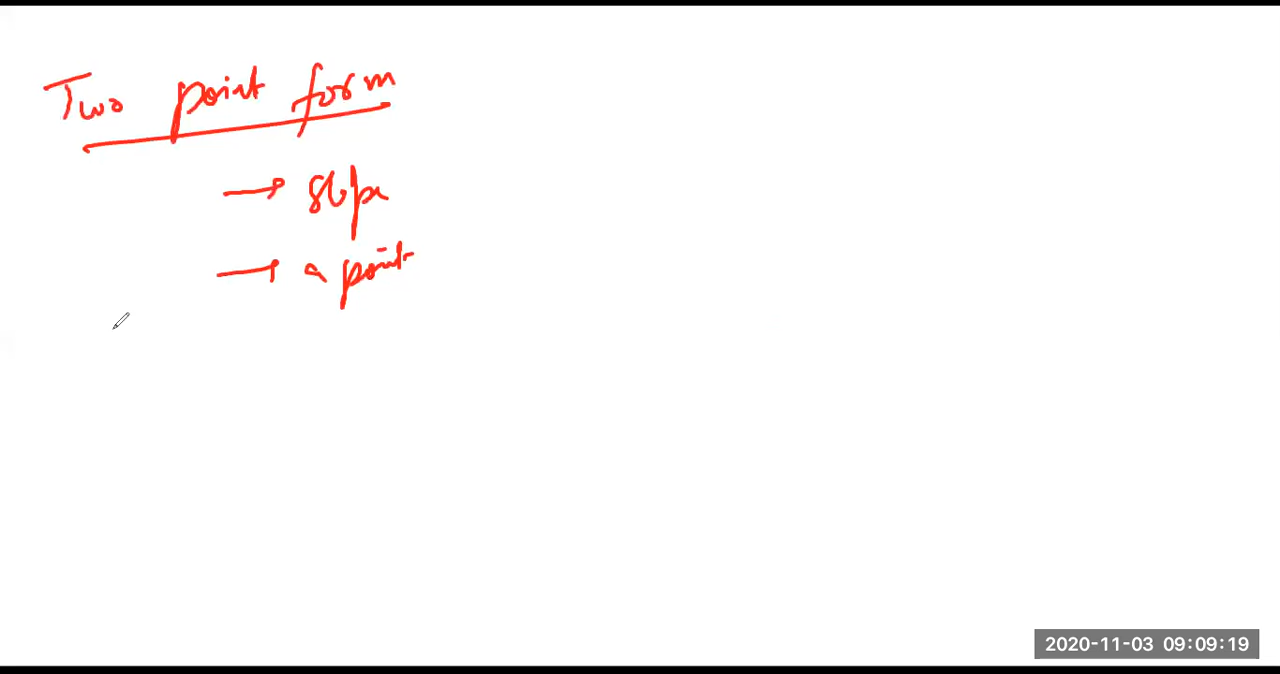 Two point form
→ slope
→ a point
2020-11-03 09:09:19